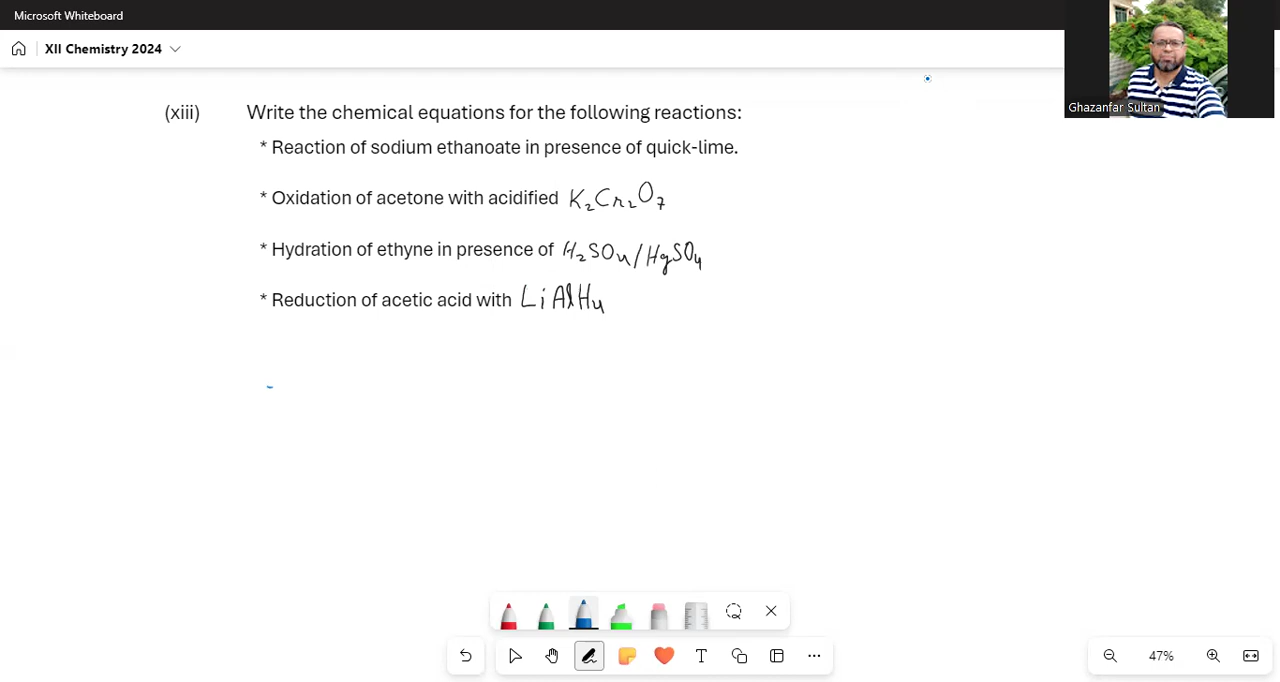 Microsoft Whiteboard
XII Chemistry 2024
Ghazanfar Sultan
(xiii) Write the chemical equations for the following reactions:
* Reaction of sodium ethanoate in presence of quick-lime.
* Oxidation of acetone with acidified K₂Cr₂O₇
* Hydration of ethyne in presence of H₂SO₄/HgSO₄
* Reduction of acetic acid with LiAlH₄
47%